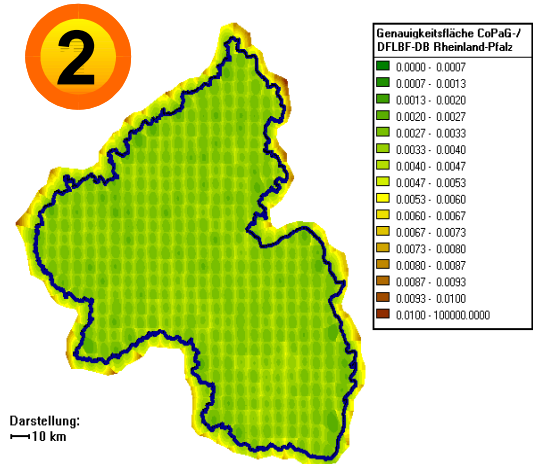 2
Genauigkeitsfläche CoPaG-/
DFLBF-DB Rheinland-Pfalz
0.0000 - 0.0007
0.0007 - 0.0013
0.0013 - 0.0020
0.0020 - 0.0027
0.0027 - 0.0033
0.0033 - 0.0040
0.0040 - 0.0047
0.0047 - 0.0053
0.0053 - 0.0060
0.0060 - 0.0067
0.0067 - 0.0073
0.0073 - 0.0080
0.0080 - 0.0087
0.0087 - 0.0093
0.0093 - 0.0100
0.0100 - 100000.0000
Darstellung:
10 km